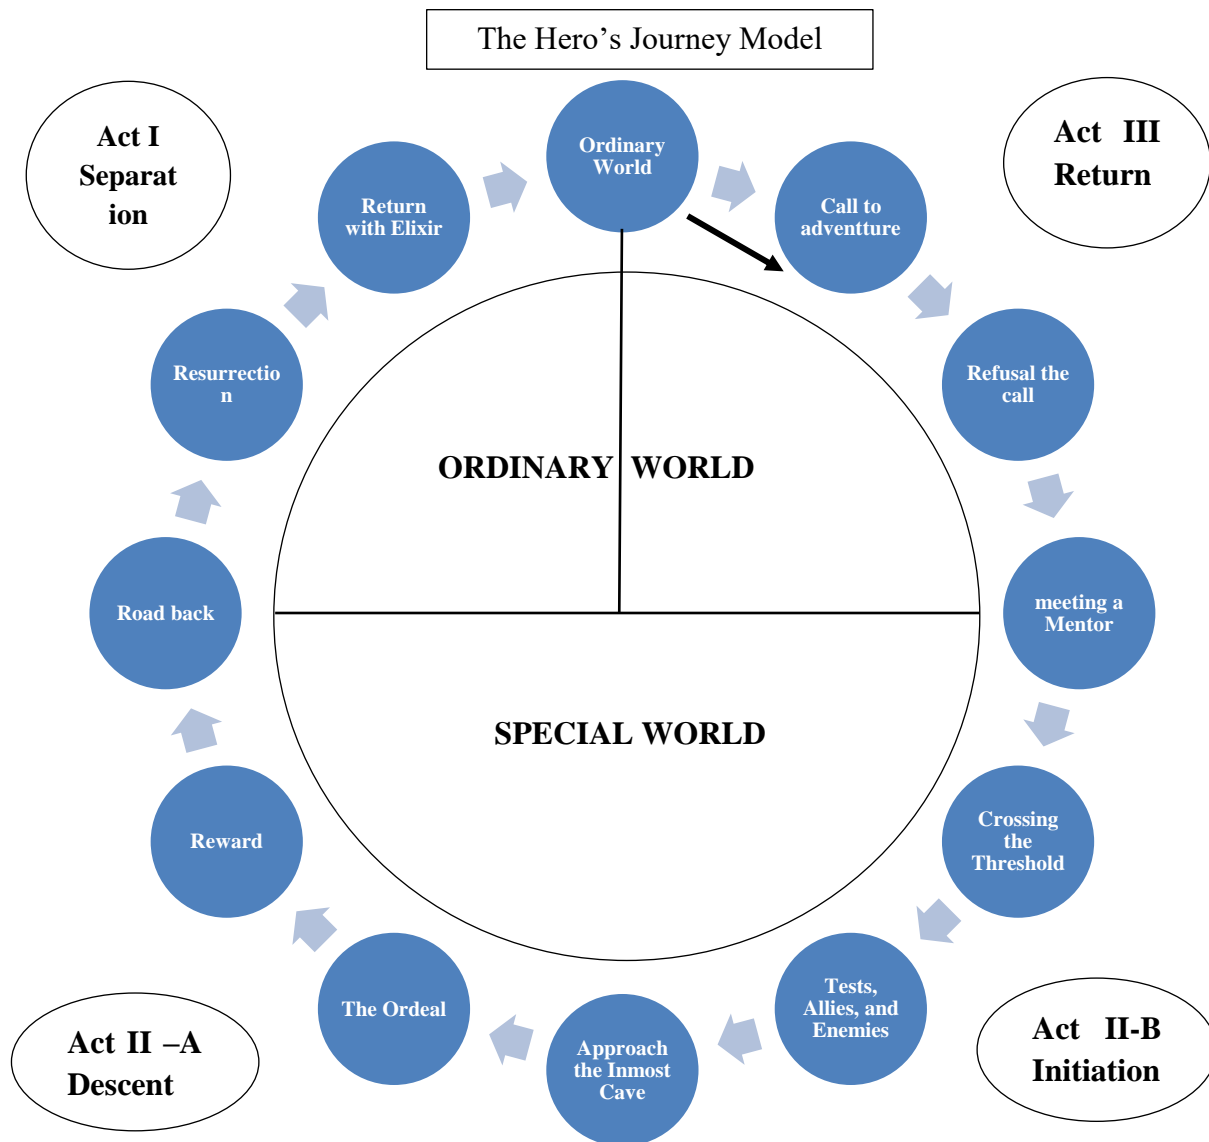 The Hero’s Journey Model
Act I
Separat
ion
Act III
Return
Ordinary
World
Call to
adventture
Refusal the
call
meeting a
Mentor
Crossing
the
Threshold
Tests,
Allies, and
Enemies
Approach
the Inmost
Cave
The Ordeal
Reward
Road back
Resurrectio
n
Return
with Elixir
ORDINARY WORLD
SPECIAL WORLD
Act II –A
Descent
Act II-B
Initiation